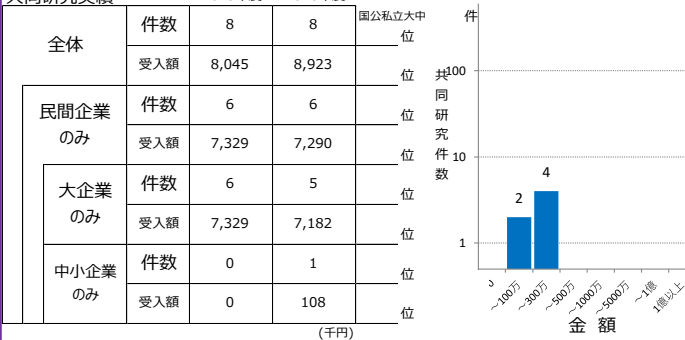 国公私立大中
全体 件数 8 8 位
受入額 8,045 8,923 位
民間企業のみ 件数 6 6 位
受入額 7,329 7,290 位
大企業のみ 件数 6 5 位
受入額 7,329 7,182 位
中小企業のみ 件数 0 1 位
受入額 0 108 位
(千円)
件
共同研究件数
100
10
1
2
4
0
～100万
～300万
～500万
～1000万
～5000万
～1億
1億以上
金 額